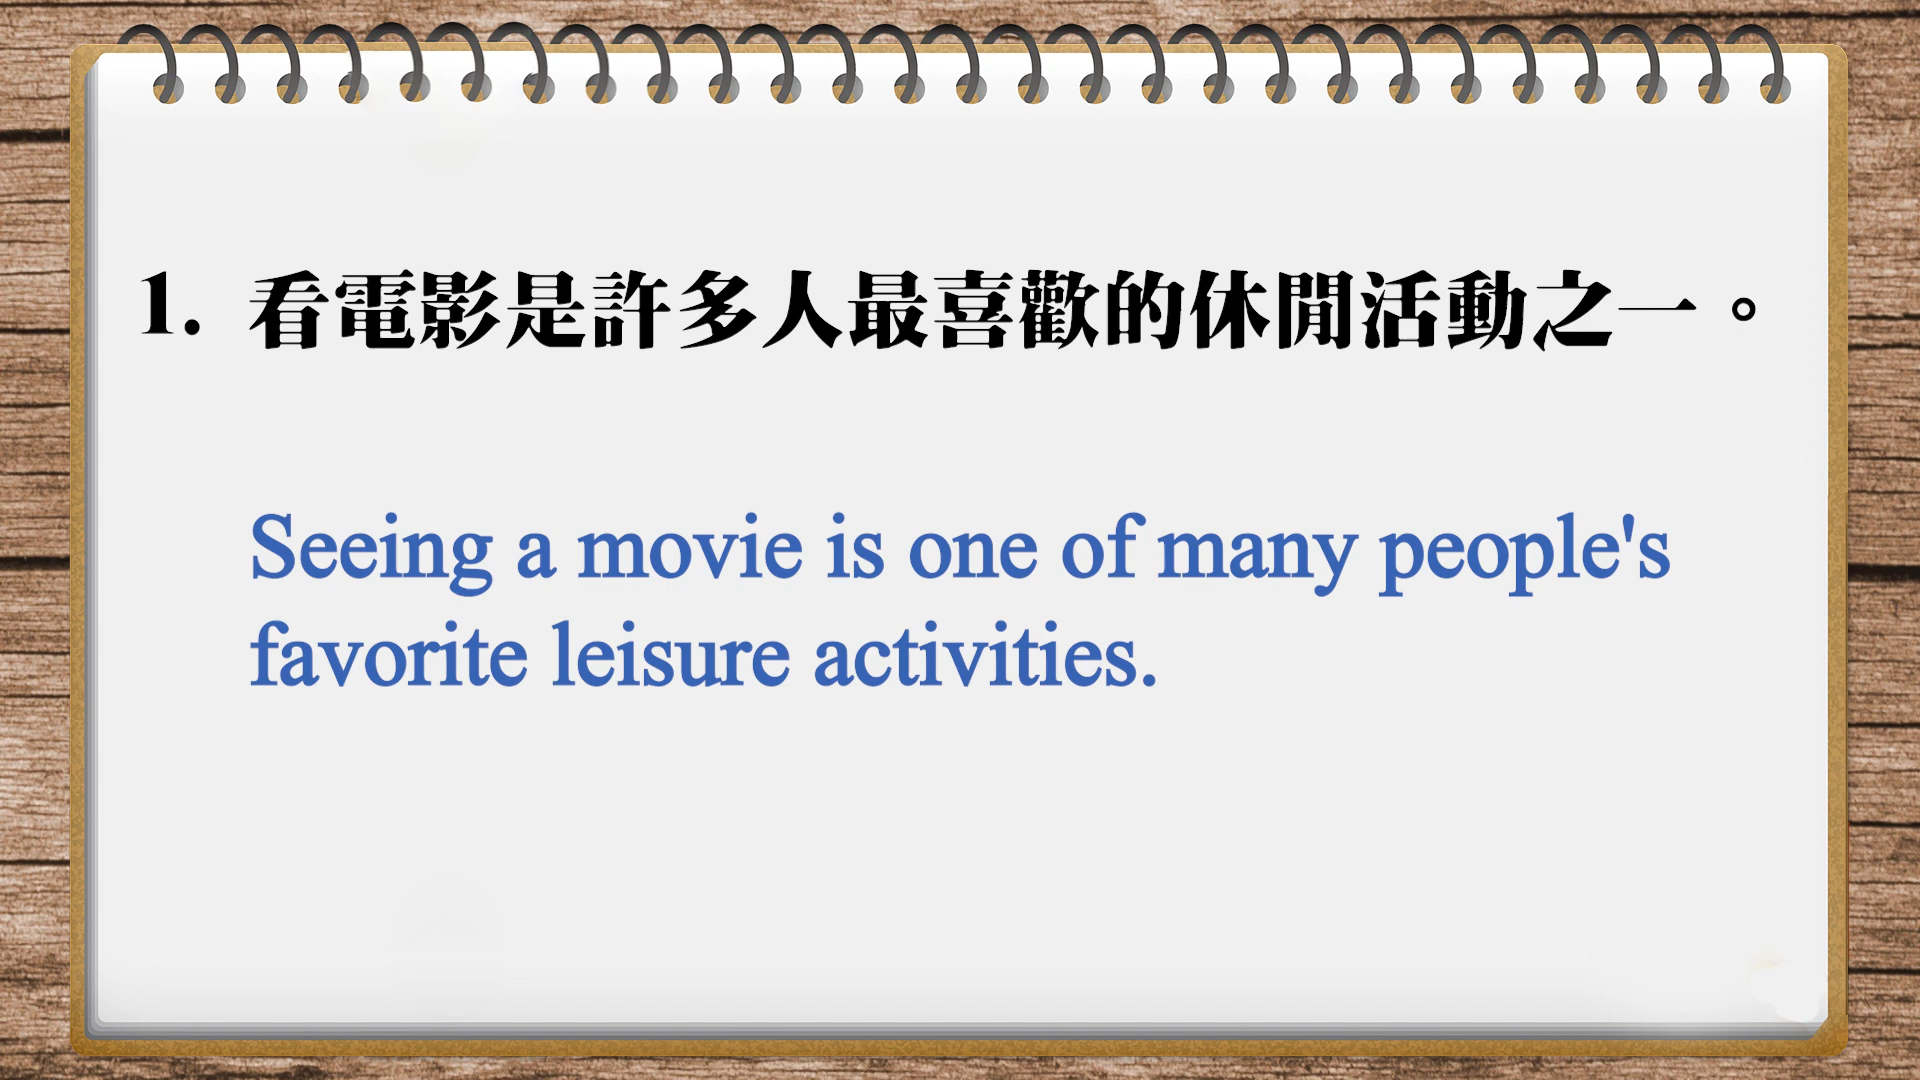 1. 看電影是許多人最喜歡的休閒活動之一。
Seeing a movie is one of many people's
favorite leisure activities.